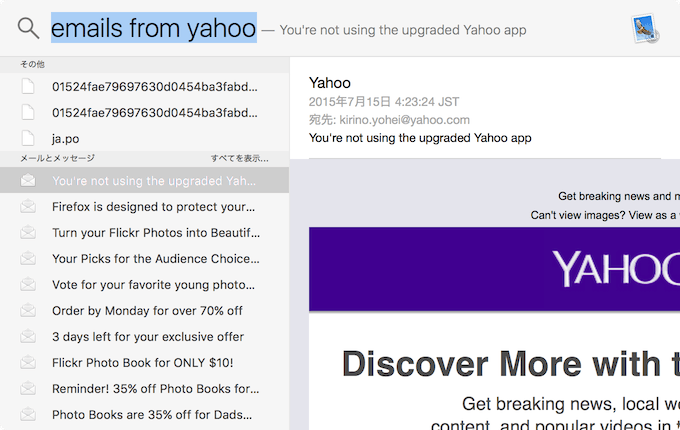 emails from yahoo — You're not using the upgraded Yahoo app
その他
01524fae79697630d0454ba3fabd...
01524fae79697630d0454ba3fabd...
ja.po
メールとメッセージ すべてを表示...
You're not using the upgraded Yah...
Firefox is designed to protect your...
Turn your Flickr Photos into Beautif...
Your Picks for the Audience Choice...
Vote for your favorite young photo...
Order by Monday for over 70% off
3 days left for your exclusive offer
Flickr Photo Book for ONLY $10!
Reminder! 35% off Photo Books for...
Photo Books are 35% off for Dads...
Yahoo
2015年7月15日 4:23:24 JST
宛先: kirino.yohei@yahoo.com
You're not using the upgraded Yahoo app
Get breaking news and m
Can't view images? View as a
YAHOO
Discover More with t
Get breaking news, local w
content, and popular videos in